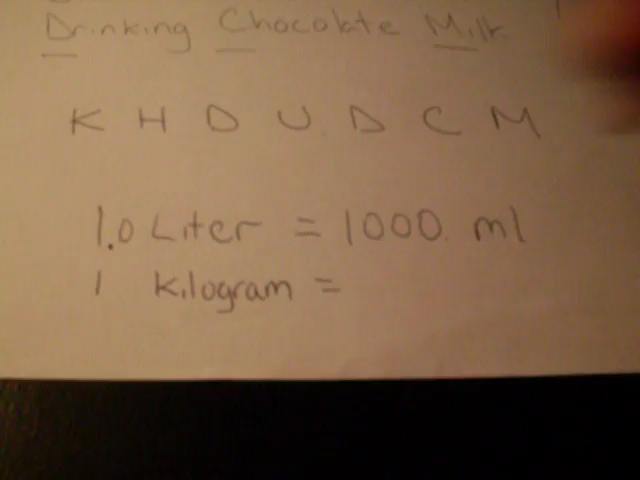 Drinking Chocolate Milk
K H D U D C M
1.0 Liter = 1000. ml
1 Kilogram =